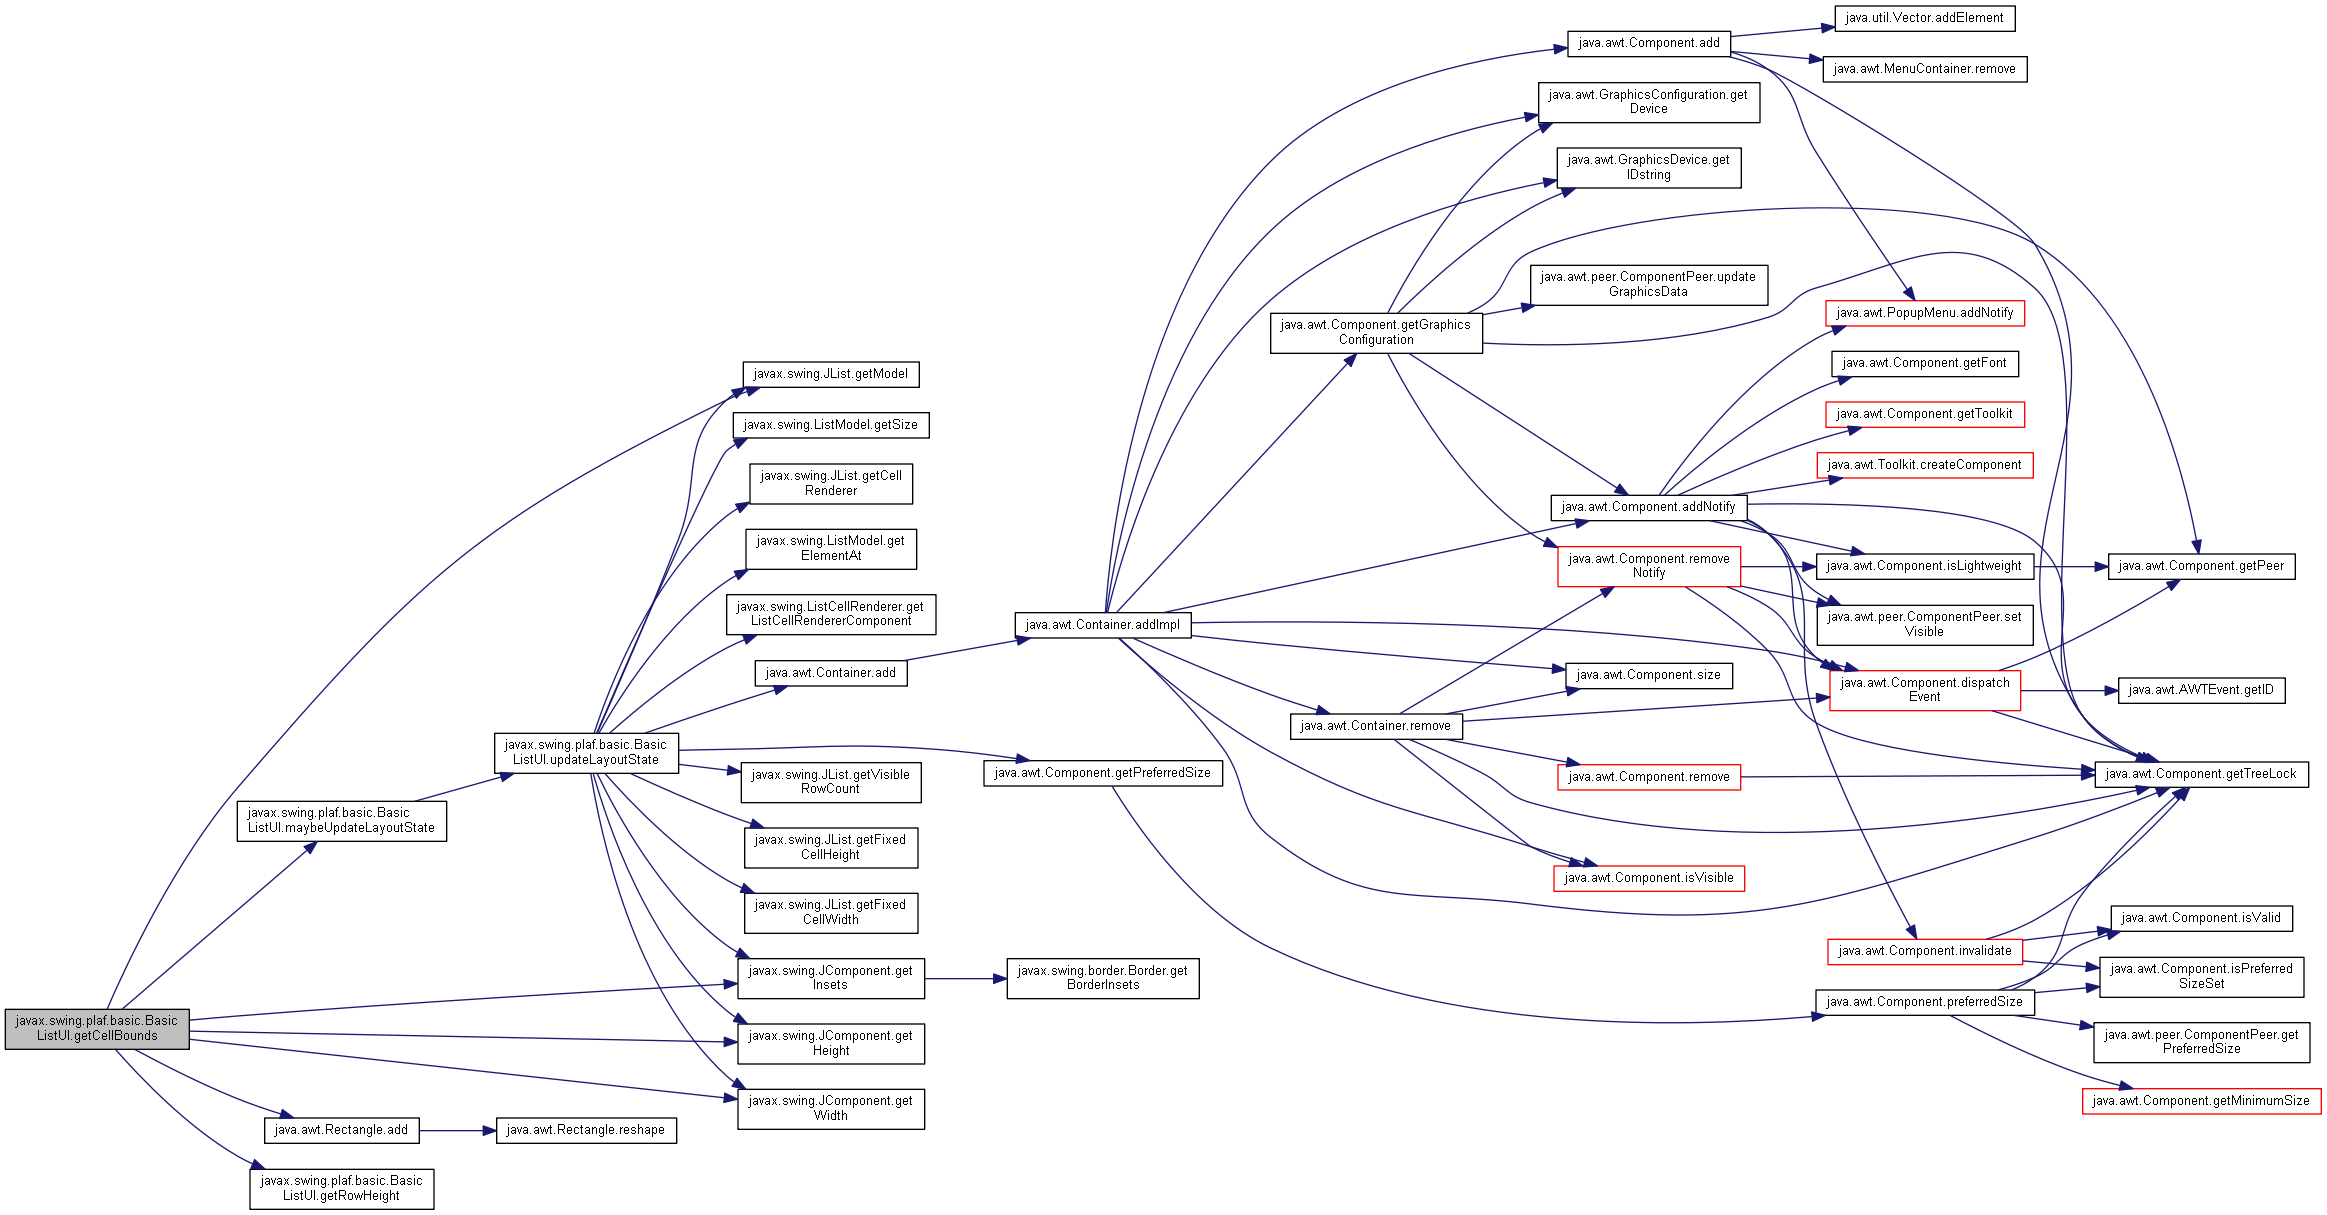 javax.swing.plaf.basic.Basic
ListUI.getCellBounds
javax.swing.plaf.basic.Basic
ListUI.maybeUpdateLayoutState
java.awt.Rectangle.add
javax.swing.plaf.basic.Basic
ListUI.getRowHeight
javax.swing.plaf.basic.Basic
ListUI.updateLayoutState
java.awt.Rectangle.reshape
javax.swing.JList.getModel
javax.swing.ListModel.getSize
javax.swing.JList.getCell
Renderer
javax.swing.ListModel.get
ElementAt
javax.swing.ListCellRenderer.get
ListCellRendererComponent
java.awt.Container.add
javax.swing.JList.getVisible
RowCount
javax.swing.JList.getFixed
CellHeight
javax.swing.JList.getFixed
CellWidth
javax.swing.JComponent.get
Insets
javax.swing.JComponent.get
Height
javax.swing.JComponent.get
Width
java.awt.Container.addImpl
java.awt.Component.getPreferredSize
javax.swing.border.Border.get
BorderInsets
java.awt.Component.getGraphics
Configuration
java.awt.Container.remove
java.awt.Component.add
java.awt.GraphicsConfiguration.get
Device
java.awt.GraphicsDevice.get
IDstring
java.awt.peer.ComponentPeer.update
GraphicsData
java.awt.Component.addNotify
java.awt.Component.remove
Notify
java.awt.Component.size
java.awt.Component.remove
java.awt.Component.isVisible
java.util.Vector.addElement
java.awt.MenuContainer.remove
java.awt.PopupMenu.addNotify
java.awt.Component.getFont
java.awt.Component.getToolkit
java.awt.Toolkit.createComponent
java.awt.Component.isLightweight
java.awt.peer.ComponentPeer.set
Visible
java.awt.Component.dispatch
Event
java.awt.Component.invalidate
java.awt.Component.preferredSize
java.awt.Component.getPeer
java.awt.AWTEvent.getID
java.awt.Component.getTreeLock
java.awt.Component.isValid
java.awt.Component.isPreferred
SizeSet
java.awt.peer.ComponentPeer.get
PreferredSize
java.awt.Component.getMinimumSize